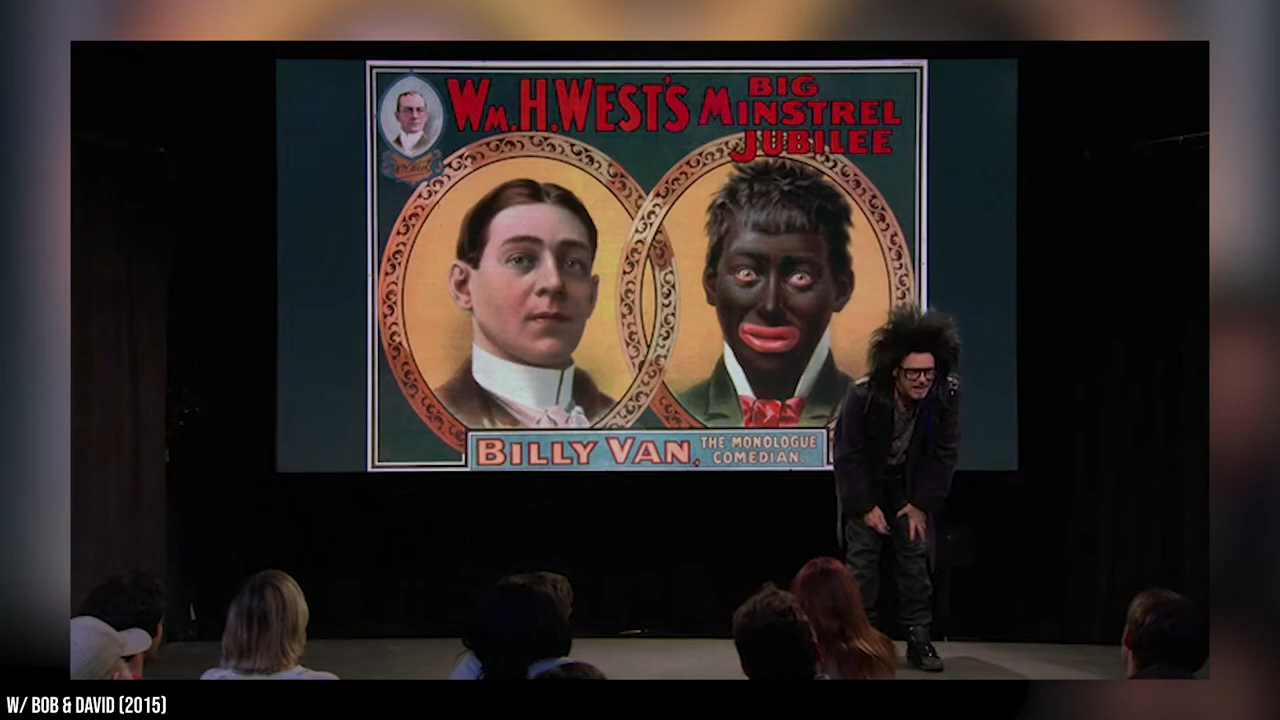 WM. H. WEST'S BIG
MINSTREL
JUBILEE
BILLY VAN, THE MONOLOGUE
COMEDIAN.
W/ BOB & DAVID (2015)